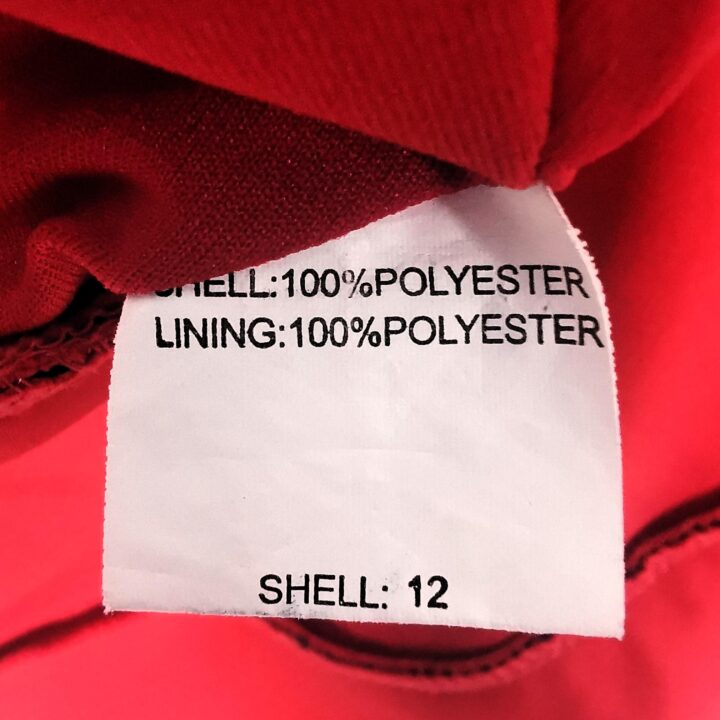 SHELL:100%POLYESTER
LINING:100%POLYESTER
SHELL: 12